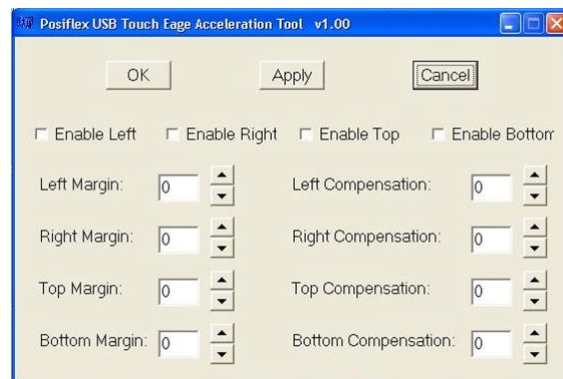 Posiflex USB Touch Eage Acceleration Tool v1.00
OK Apply Cancel
Enable Left Enable Right Enable Top Enable Bottom
Left Margin: 0 Left Compensation: 0
Right Margin: 0 Right Compensation: 0
Top Margin: 0 Top Compensation: 0
Bottom Margin: 0 Bottom Compensation: 0